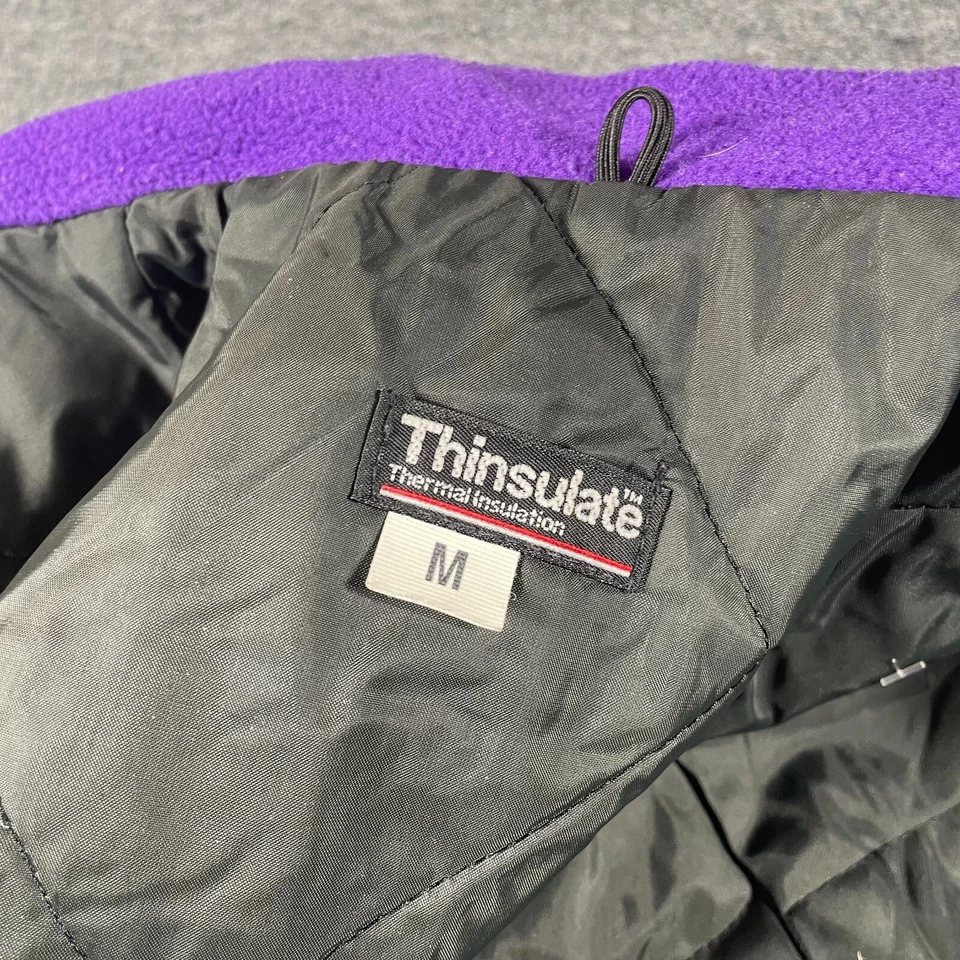 Thinsulate™
Thermal Insulation
M